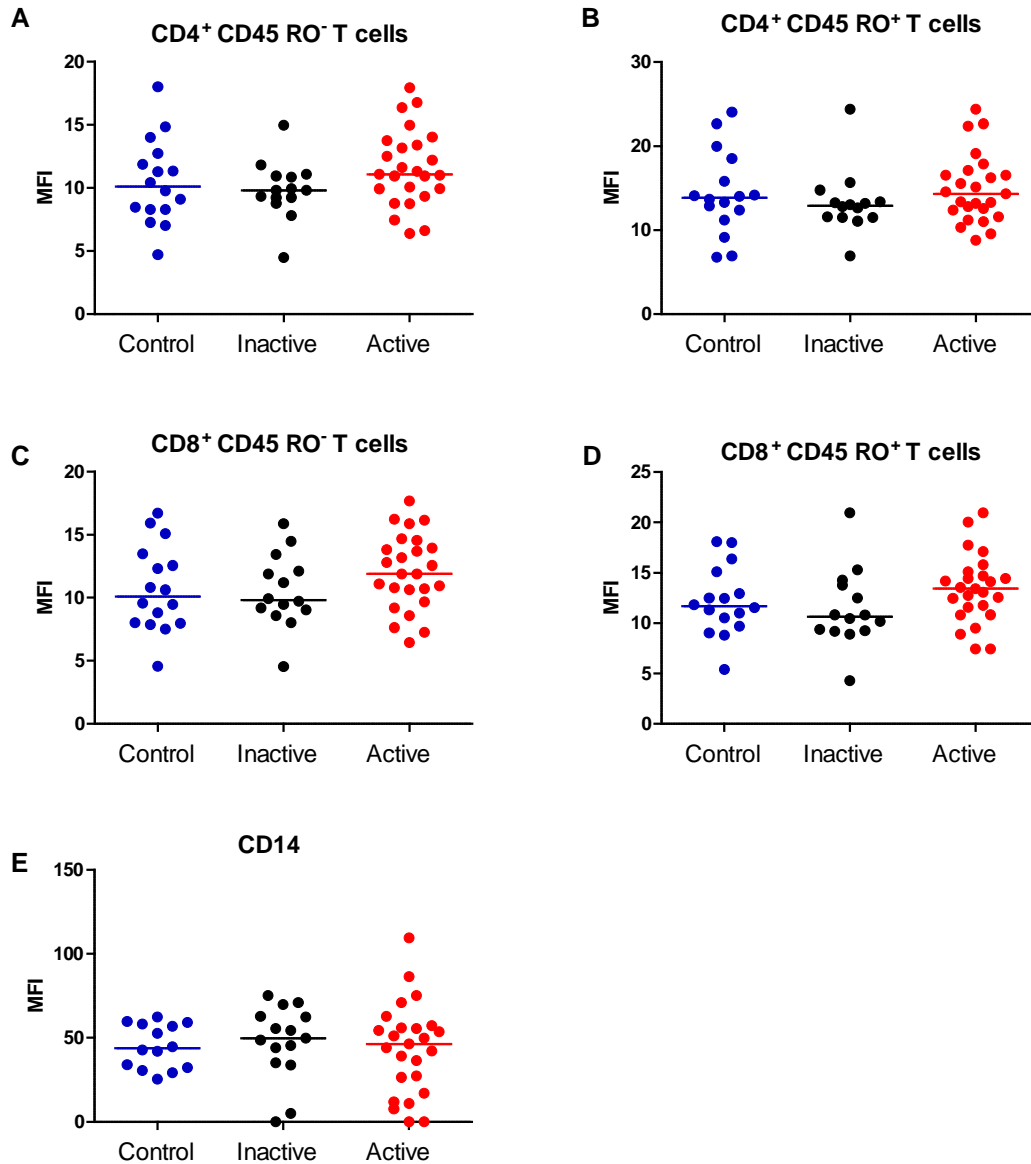 A
CD4⁺ CD45 RO⁻ T cells
20
15
10
5
0
MFI
Control
Inactive
Active
B
CD4⁺ CD45 RO⁺ T cells
30
20
10
0
MFI
Control
Inactive
Active
C
CD8⁺ CD45 RO⁻ T cells
20
15
10
5
0
MFI
Control
Inactive
Active
D
CD8⁺ CD45 RO⁺ T cells
25
20
15
10
5
0
MFI
Control
Inactive
Active
E
CD14
150
100
50
0
MFI
Control
Inactive
Active